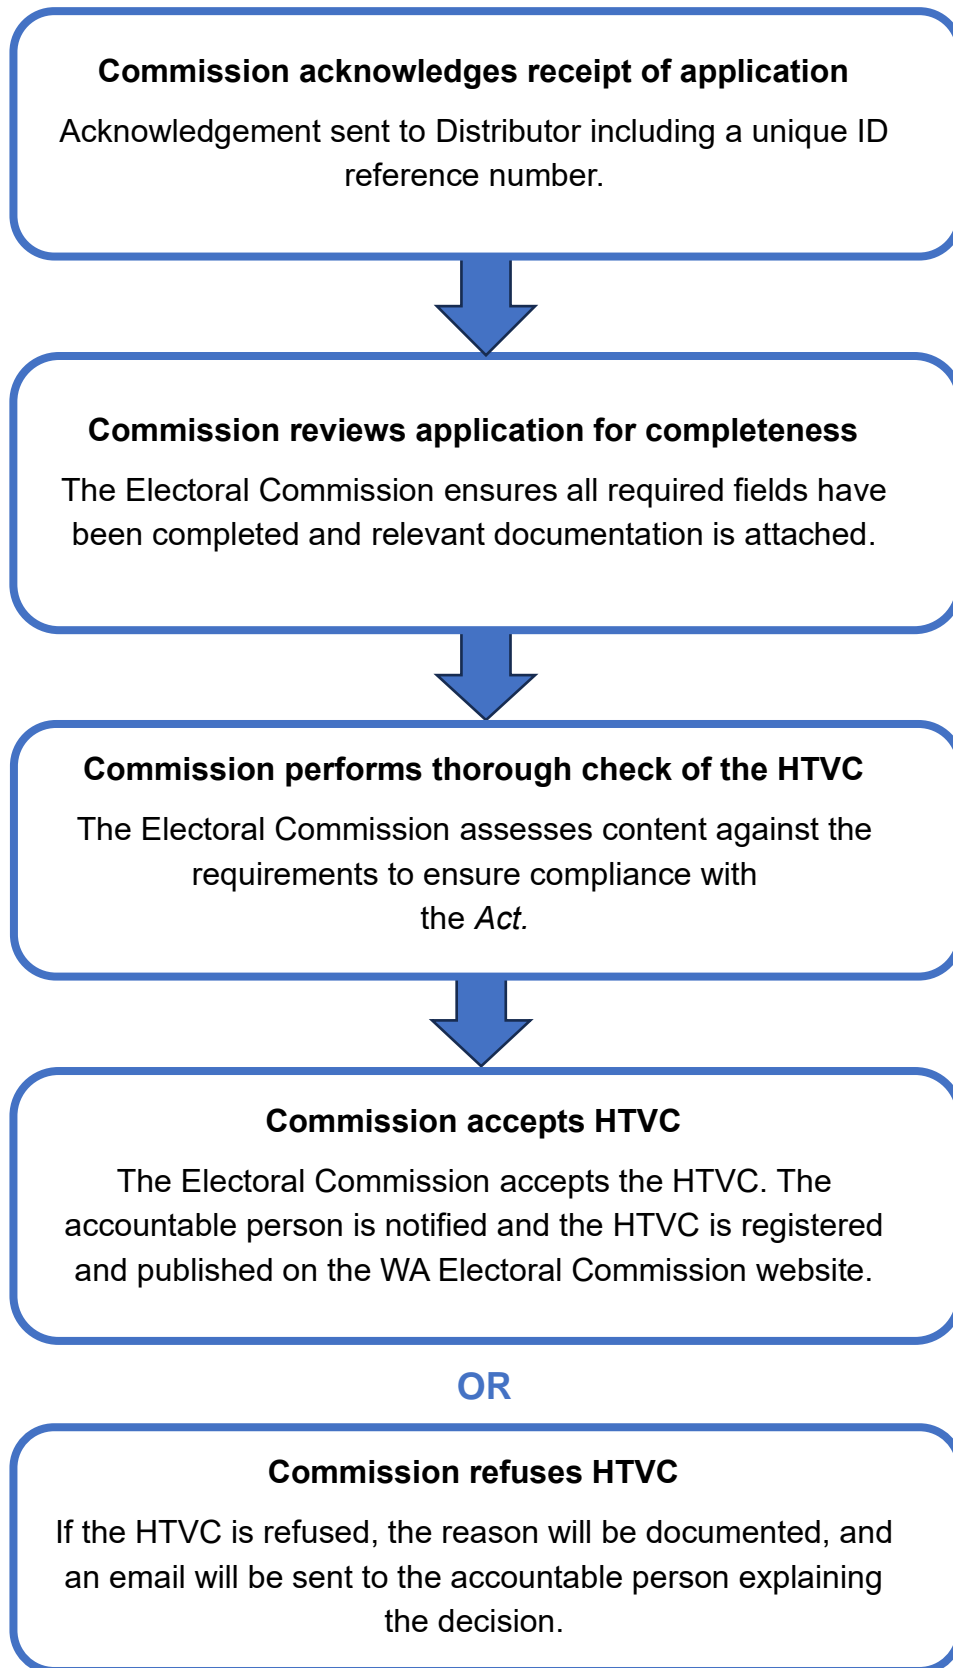 Commission acknowledges receipt of application
Acknowledgement sent to Distributor including a unique ID
reference number.
Commission reviews application for completeness
The Electoral Commission ensures all required fields have
been completed and relevant documentation is attached.
Commission performs thorough check of the HTVC
The Electoral Commission assesses content against the
requirements to ensure compliance with
the Act.
Commission accepts HTVC
The Electoral Commission accepts the HTVC. The
accountable person is notified and the HTVC is registered
and published on the WA Electoral Commission website.
OR
Commission refuses HTVC
If the HTVC is refused, the reason will be documented, and
an email will be sent to the accountable person explaining
the decision.